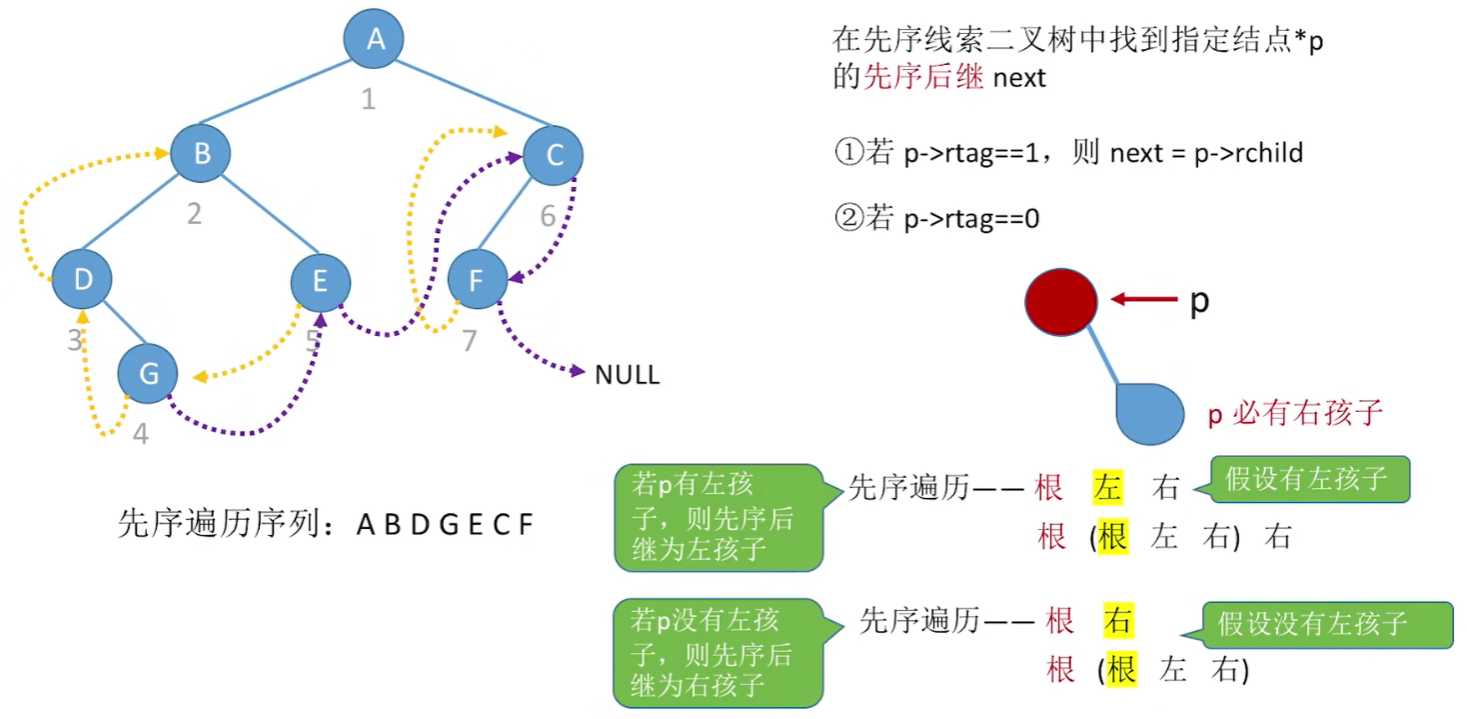 A
1
B
C
2
6
D
E
F
3
5
7
G
NULL
4
先序遍历序列：A B D G E C F
在先序线索二叉树中找到指定结点*p
的先序后继 next
①若 p->rtag==1，则 next = p->rchild
②若 p->rtag==0
p
p 必有右孩子
若p有左孩
子，则先序后
继为左孩子
先序遍历—— 根 左 右
假设有左孩子
根 (根 左 右) 右
若p没有左孩
子，则先序后
继为右孩子
先序遍历—— 根 右
假设没有左孩子
根 (根 左 右)